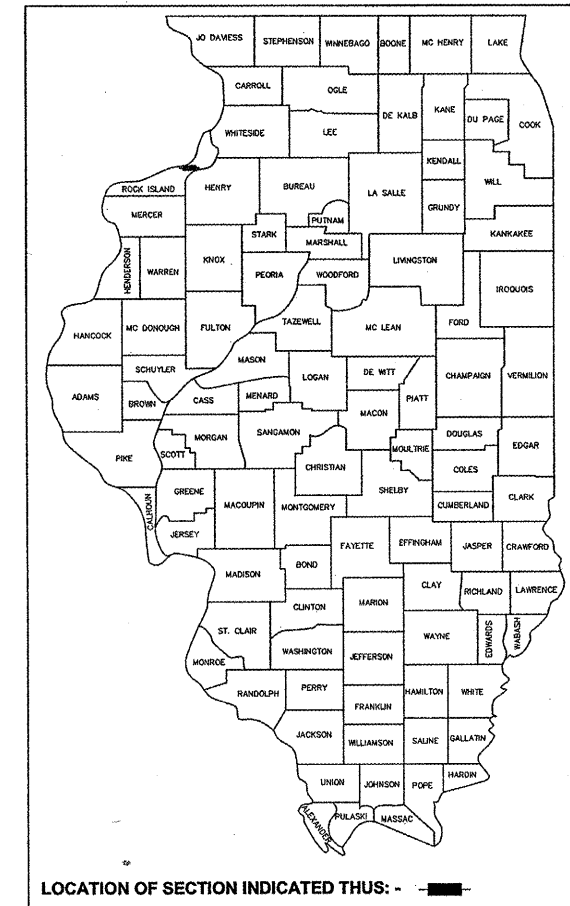 JO DAVIESS STEPHENSON WINNEBAGO BOONE MC HENRY LAKE
CARROLL OGLE DE KALB KANE DU PAGE COOK
WHITESIDE LEE
KENDALL WILL
ROCK ISLAND HENRY BUREAU LA SALLE
MERCER PUTNAM GRUNDY
STARK MARSHALL KANKAKEE
HENDERSON WARREN KNOX PEORIA WOODFORD LIVINGSTON
IROQUOIS
HANCOCK MC DONOUGH FULTON TAZEWELL MC LEAN FORD
SCHUYLER MASON LOGAN DE WITT CHAMPAIGN VERMILION
ADAMS BROWN CASS MENARD MACON PIATT
PIKE SCOTT MORGAN SANGAMON CHRISTIAN MOULTRIE DOUGLAS EDGAR
COLES
CALHOUN GREENE MACOUPIN MONTGOMERY SHELBY CUMBERLAND CLARK
JERSEY FAYETTE EFFINGHAM JASPER CRAWFORD
MADISON BOND CLAY RICHLAND LAWRENCE
CLINTON MARION
ST. CLAIR WAYNE EDWARDS WABASH
WASHINGTON JEFFERSON
MONROE
RANDOLPH PERRY HAMILTON WHITE
FRANKLIN
JACKSON WILLIAMSON SALINE GALLATIN
UNION JOHNSON POPE HARDIN
ALEXANDER PULASKI MASSAC
LOCATION OF SECTION INDICATED THUS: -